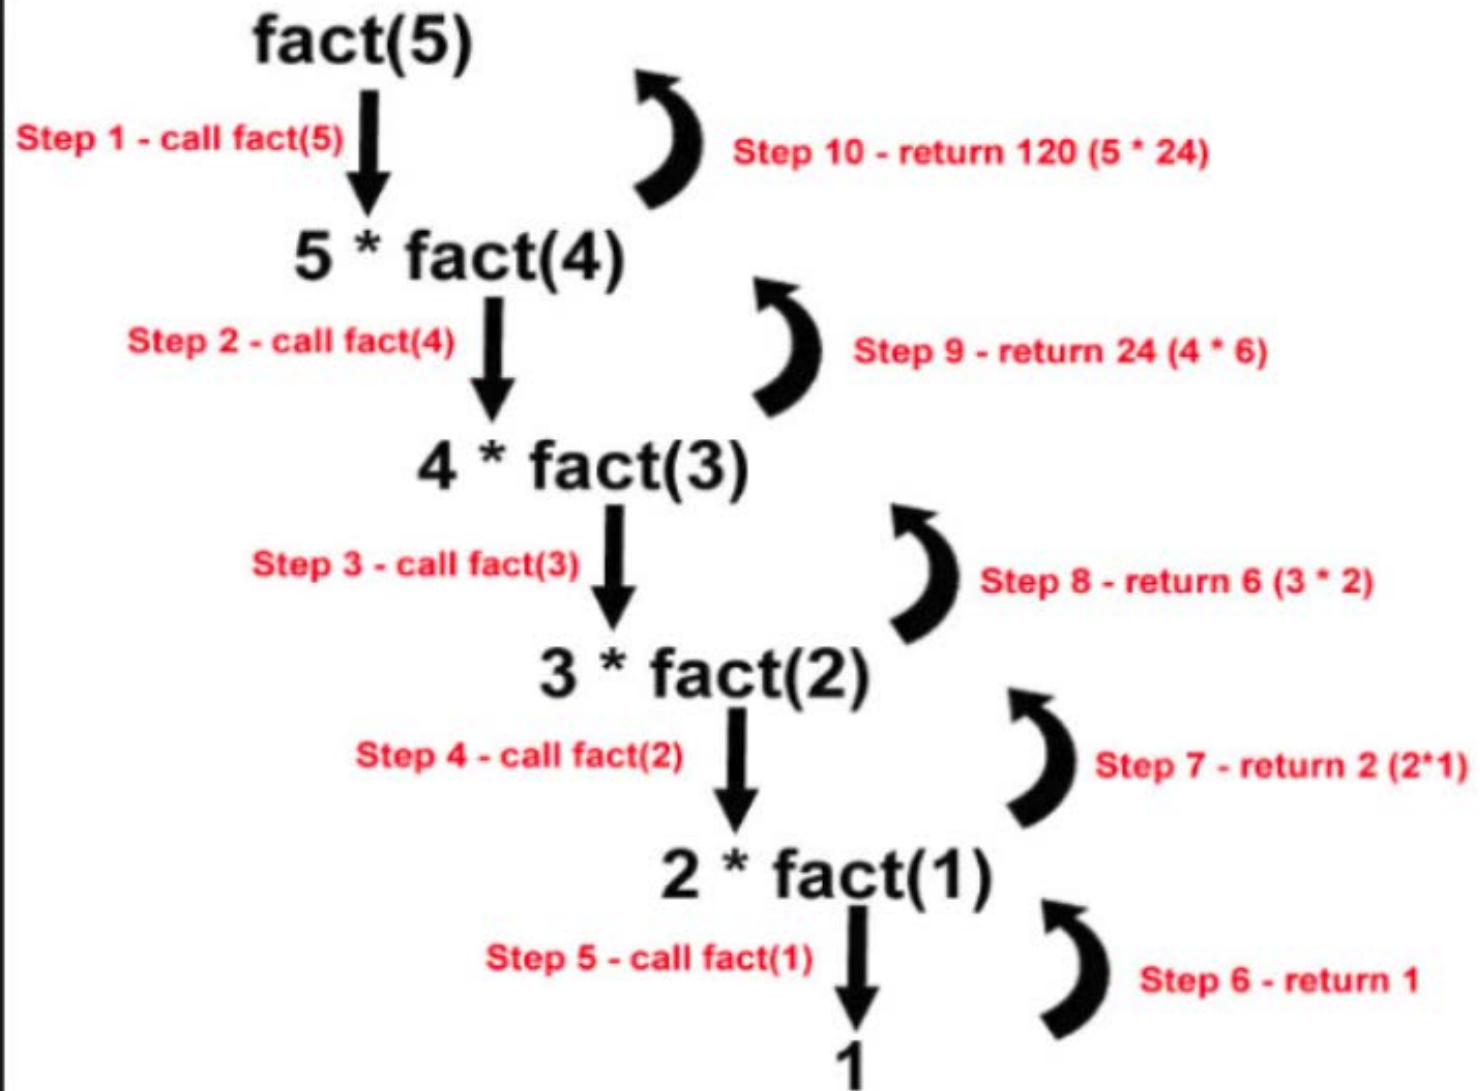 fact(5)
Step 1 - call fact(5)
Step 10 - return 120 (5 * 24)
5 * fact(4)
Step 2 - call fact(4)
Step 9 - return 24 (4 * 6)
4 * fact(3)
Step 3 - call fact(3)
Step 8 - return 6 (3 * 2)
3 * fact(2)
Step 4 - call fact(2)
Step 7 - return 2 (2*1)
2 * fact(1)
Step 5 - call fact(1)
Step 6 - return 1
1